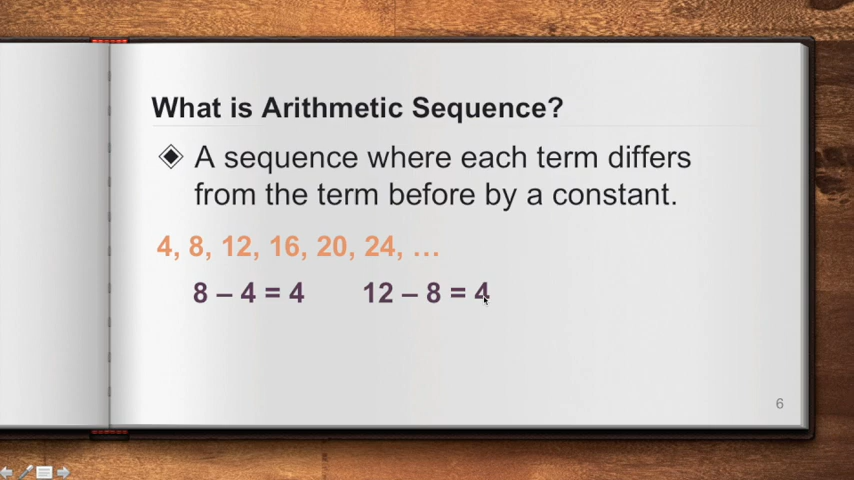 What is Arithmetic Sequence?
A sequence where each term differs
from the term before by a constant.
4, 8, 12, 16, 20, 24, …
8 – 4 = 4 12 – 8 = 4
6